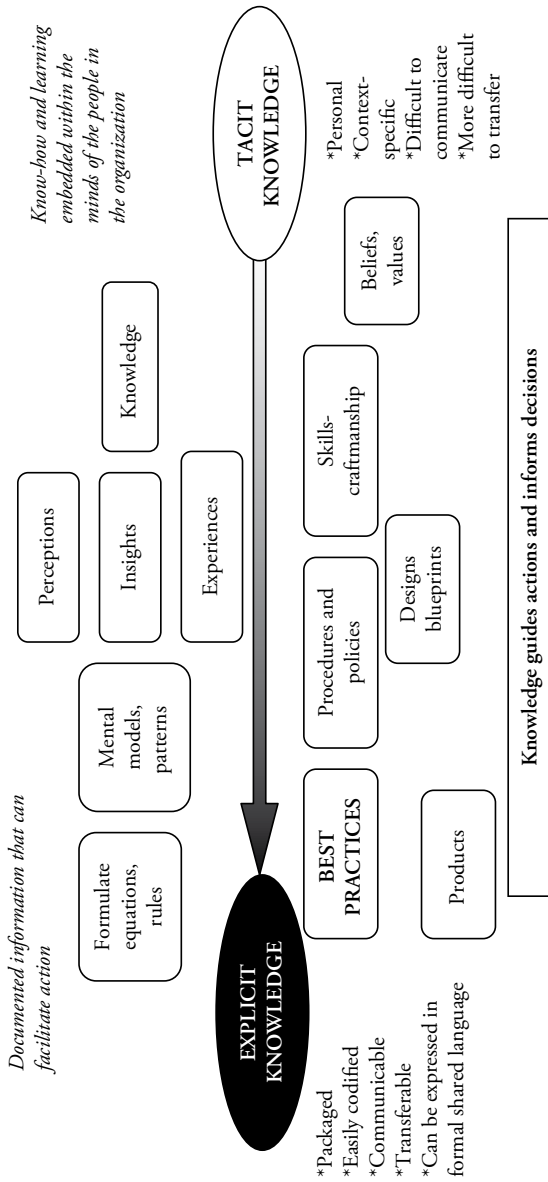 Documented information that can
facilitate action
Know-how and learning
embedded within the
minds of the people in
the organization
Perceptions
Formulate
equations,
rules
Mental
models,
patterns
Insights
Knowledge
Experiences
EXPLICIT
KNOWLEDGE
TACIT
KNOWLEDGE
*Packaged
*Easily codified
*Communicable
*Transferable
*Can be expressed in
formal shared language
BEST
PRACTICES
Procedures and
policies
Skills-
craftmanship
Beliefs,
values
*Personal
*Context-
specific
*Difficult to
communicate
*More difficult
to transfer
Products
Designs
blueprints
Knowledge guides actions and informs decisions